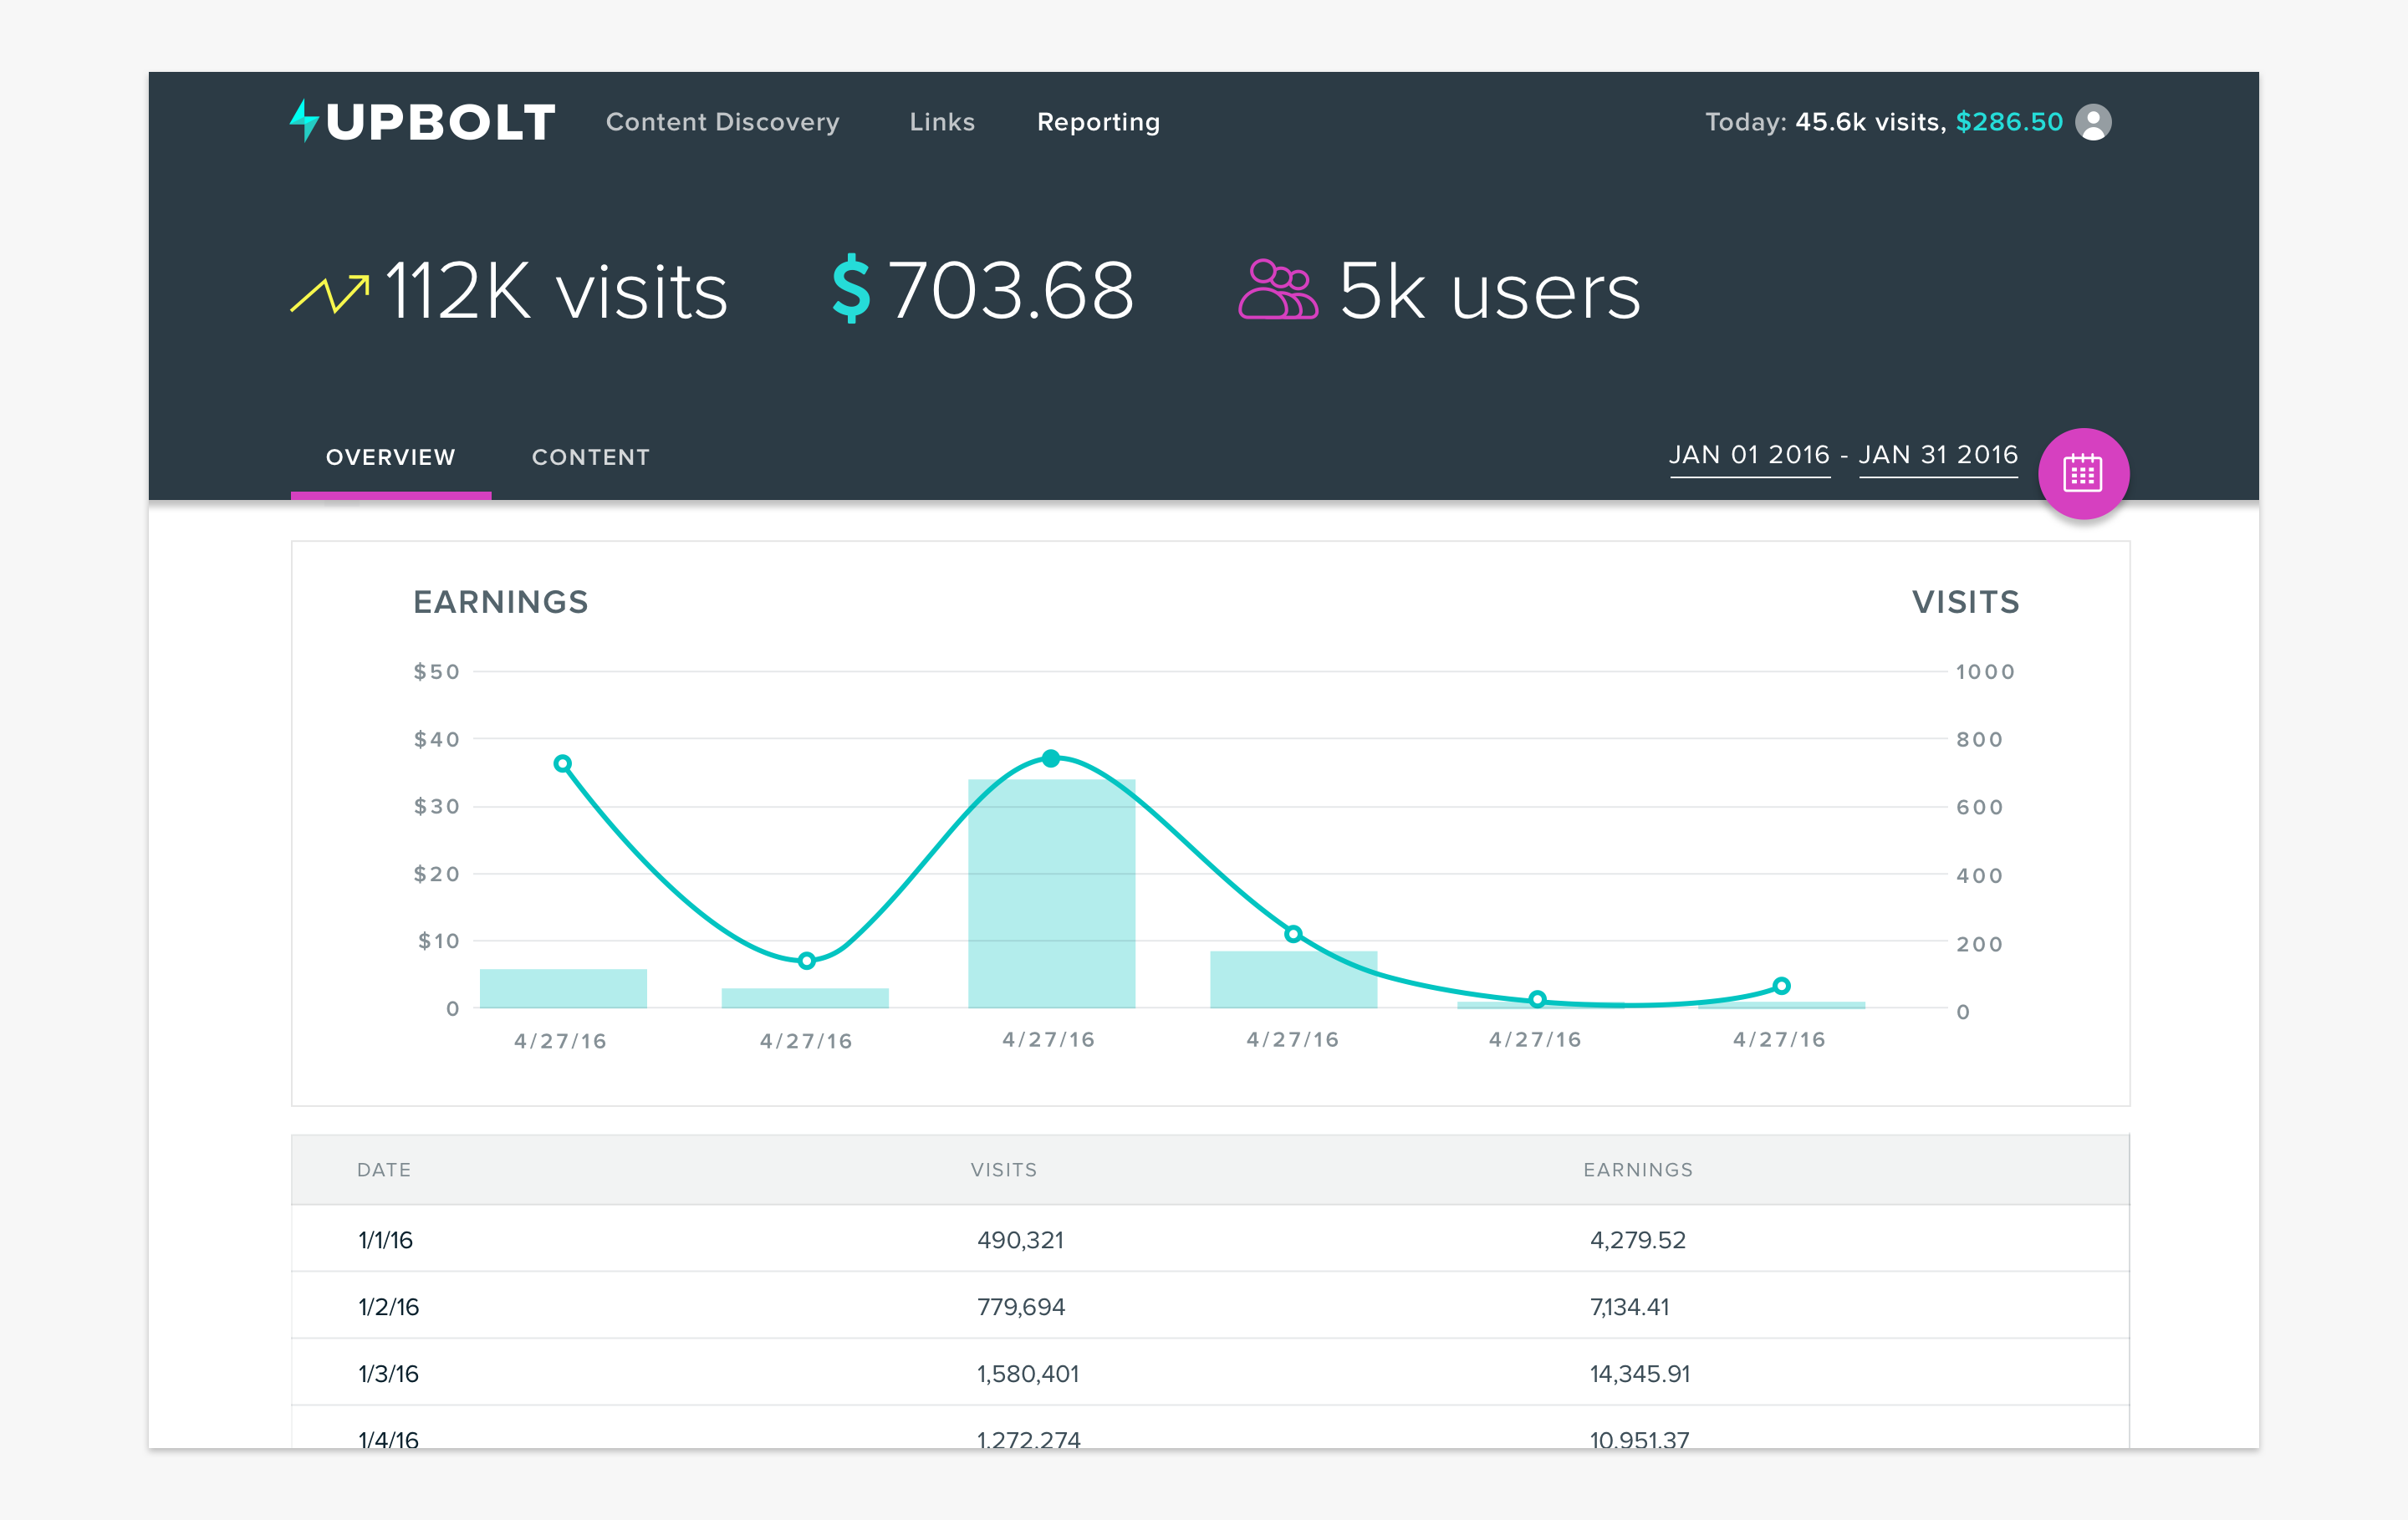 UPBOLT Content Discovery Links Reporting Today: 45.6k visits, $286.50
112K visits $ 703.68 5k users
OVERVIEW CONTENT JAN 01 2016 - JAN 31 2016
EARNINGS VISITS
$50 1000
$40 800
$30 600
$20 400
$10 200
0 0
4/27/16 4/27/16 4/27/16 4/27/16 4/27/16 4/27/16
DATE VISITS EARNINGS
1/1/16 490,321 4,279.52
1/2/16 779,694 7,134.41
1/3/16 1,580,401 14,345.91
1/4/16 1,272,274 10,951.37